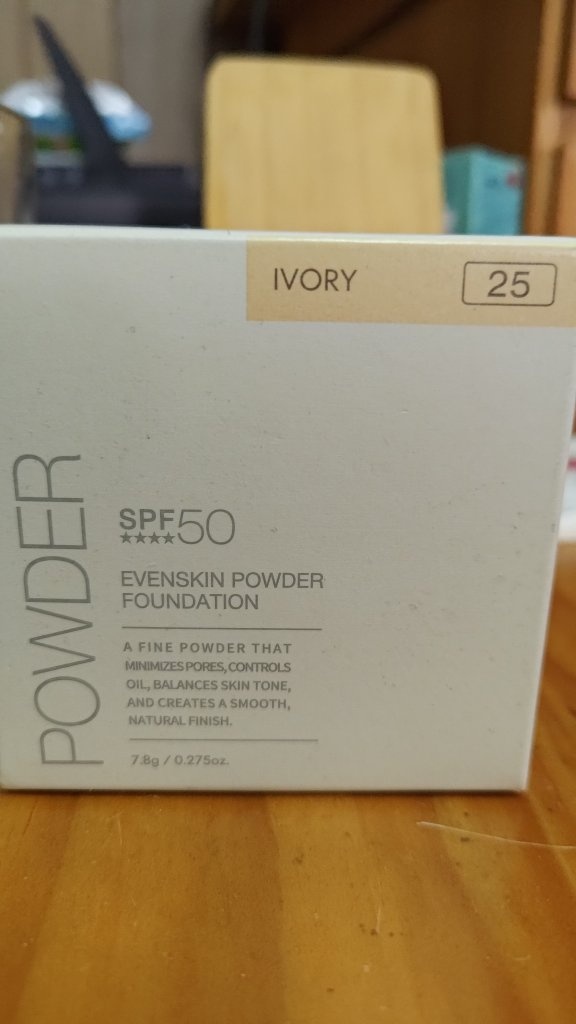 IVORY 25
POWDER
SPF50
★★★★
EVENSKIN POWDER
FOUNDATION
A FINE POWDER THAT
MINIMIZES PORES, CONTROLS
OIL, BALANCES SKIN TONE,
AND CREATES A SMOOTH,
NATURAL FINISH.
7.8g / 0.275oz.